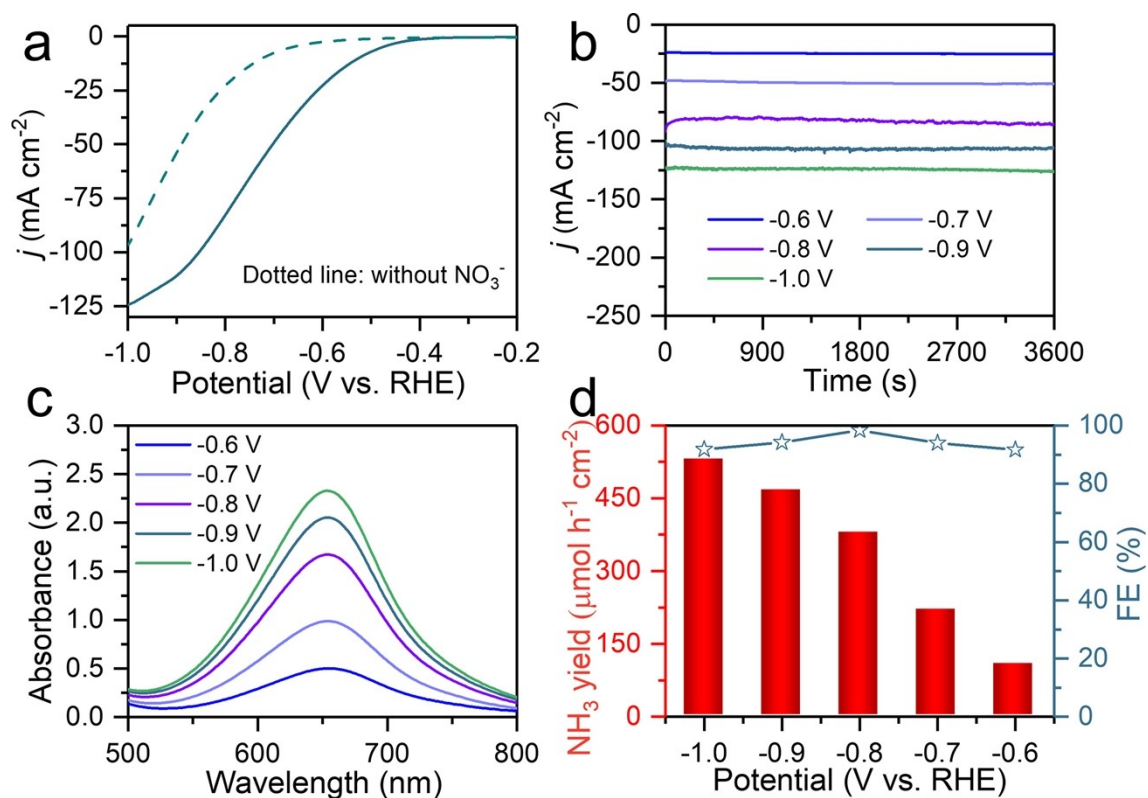 a
0
-25
-50
-75
-100
-125
j (mA cm⁻²)
Dotted line: without NO₃⁻
-1.0 -0.8 -0.6 -0.4 -0.2
Potential (V vs. RHE)
b
0
-50
-100
-150
-200
-250
j (mA cm⁻²)
-0.6 V -0.7 V
-0.8 V -0.9 V
-1.0 V
0 900 1800 2700 3600
Time (s)
c
3.0
2.5
2.0
1.5
1.0
0.5
0.0
Absorbance (a.u.)
-0.6 V
-0.7 V
-0.8 V
-0.9 V
-1.0 V
500 600 700 800
Wavelength (nm)
d
600
450
300
150
0
NH₃ yield (μmol h⁻¹ cm⁻²)
100
80
60
40
20
0
FE (%)
-1.0 -0.9 -0.8 -0.7 -0.6
Potential (V vs. RHE)